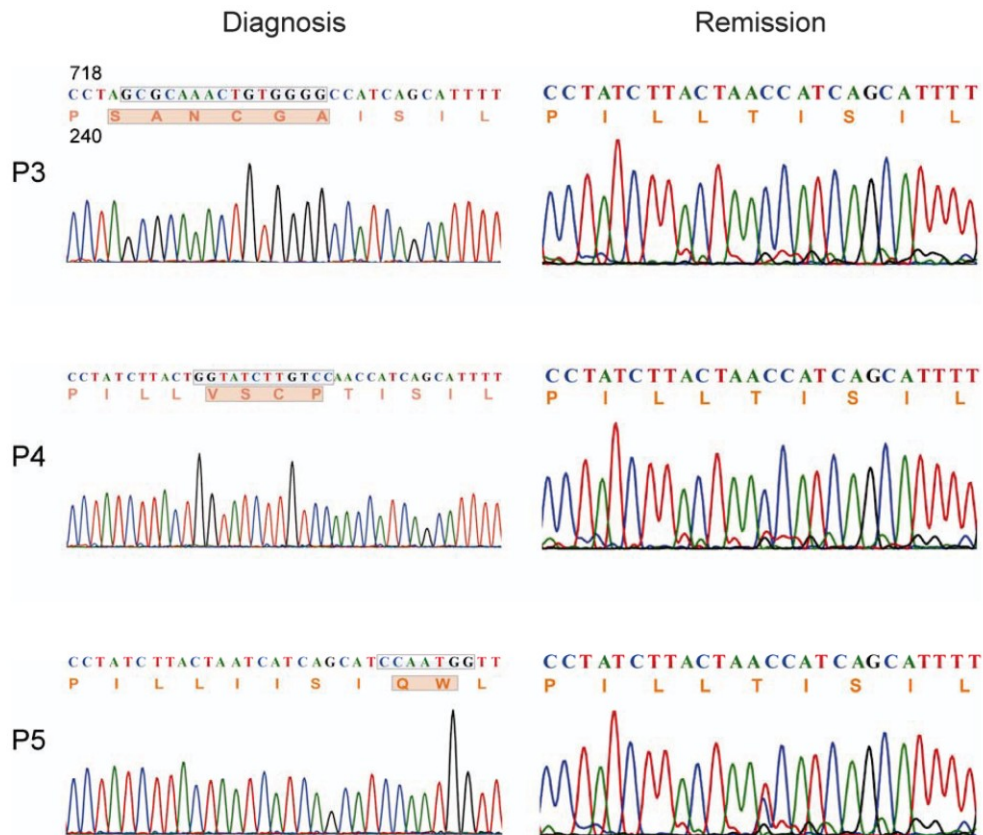 Diagnosis
Remission
718
CCTAGCGCAAACTGTGGGGCCATCAGCATTTT
P S A N C G A I S I L
240
P3
CCTATCTTACTAACCATCAGCATTTT
P I L L T I S I L
CCTATCTTACTGGTATCTTGTCCAACCATCAGCATTTT
P I L L V S C P T I S I L
P4
CCTATCTTACTAACCATCAGCATTTT
P I L L T I S I L
CCTATCTTACTAATCATCAGCATCCAATGGTT
P I L L I I S I Q W L
P5
CCTATCTTACTAACCATCAGCATTTT
P I L L T I S I L